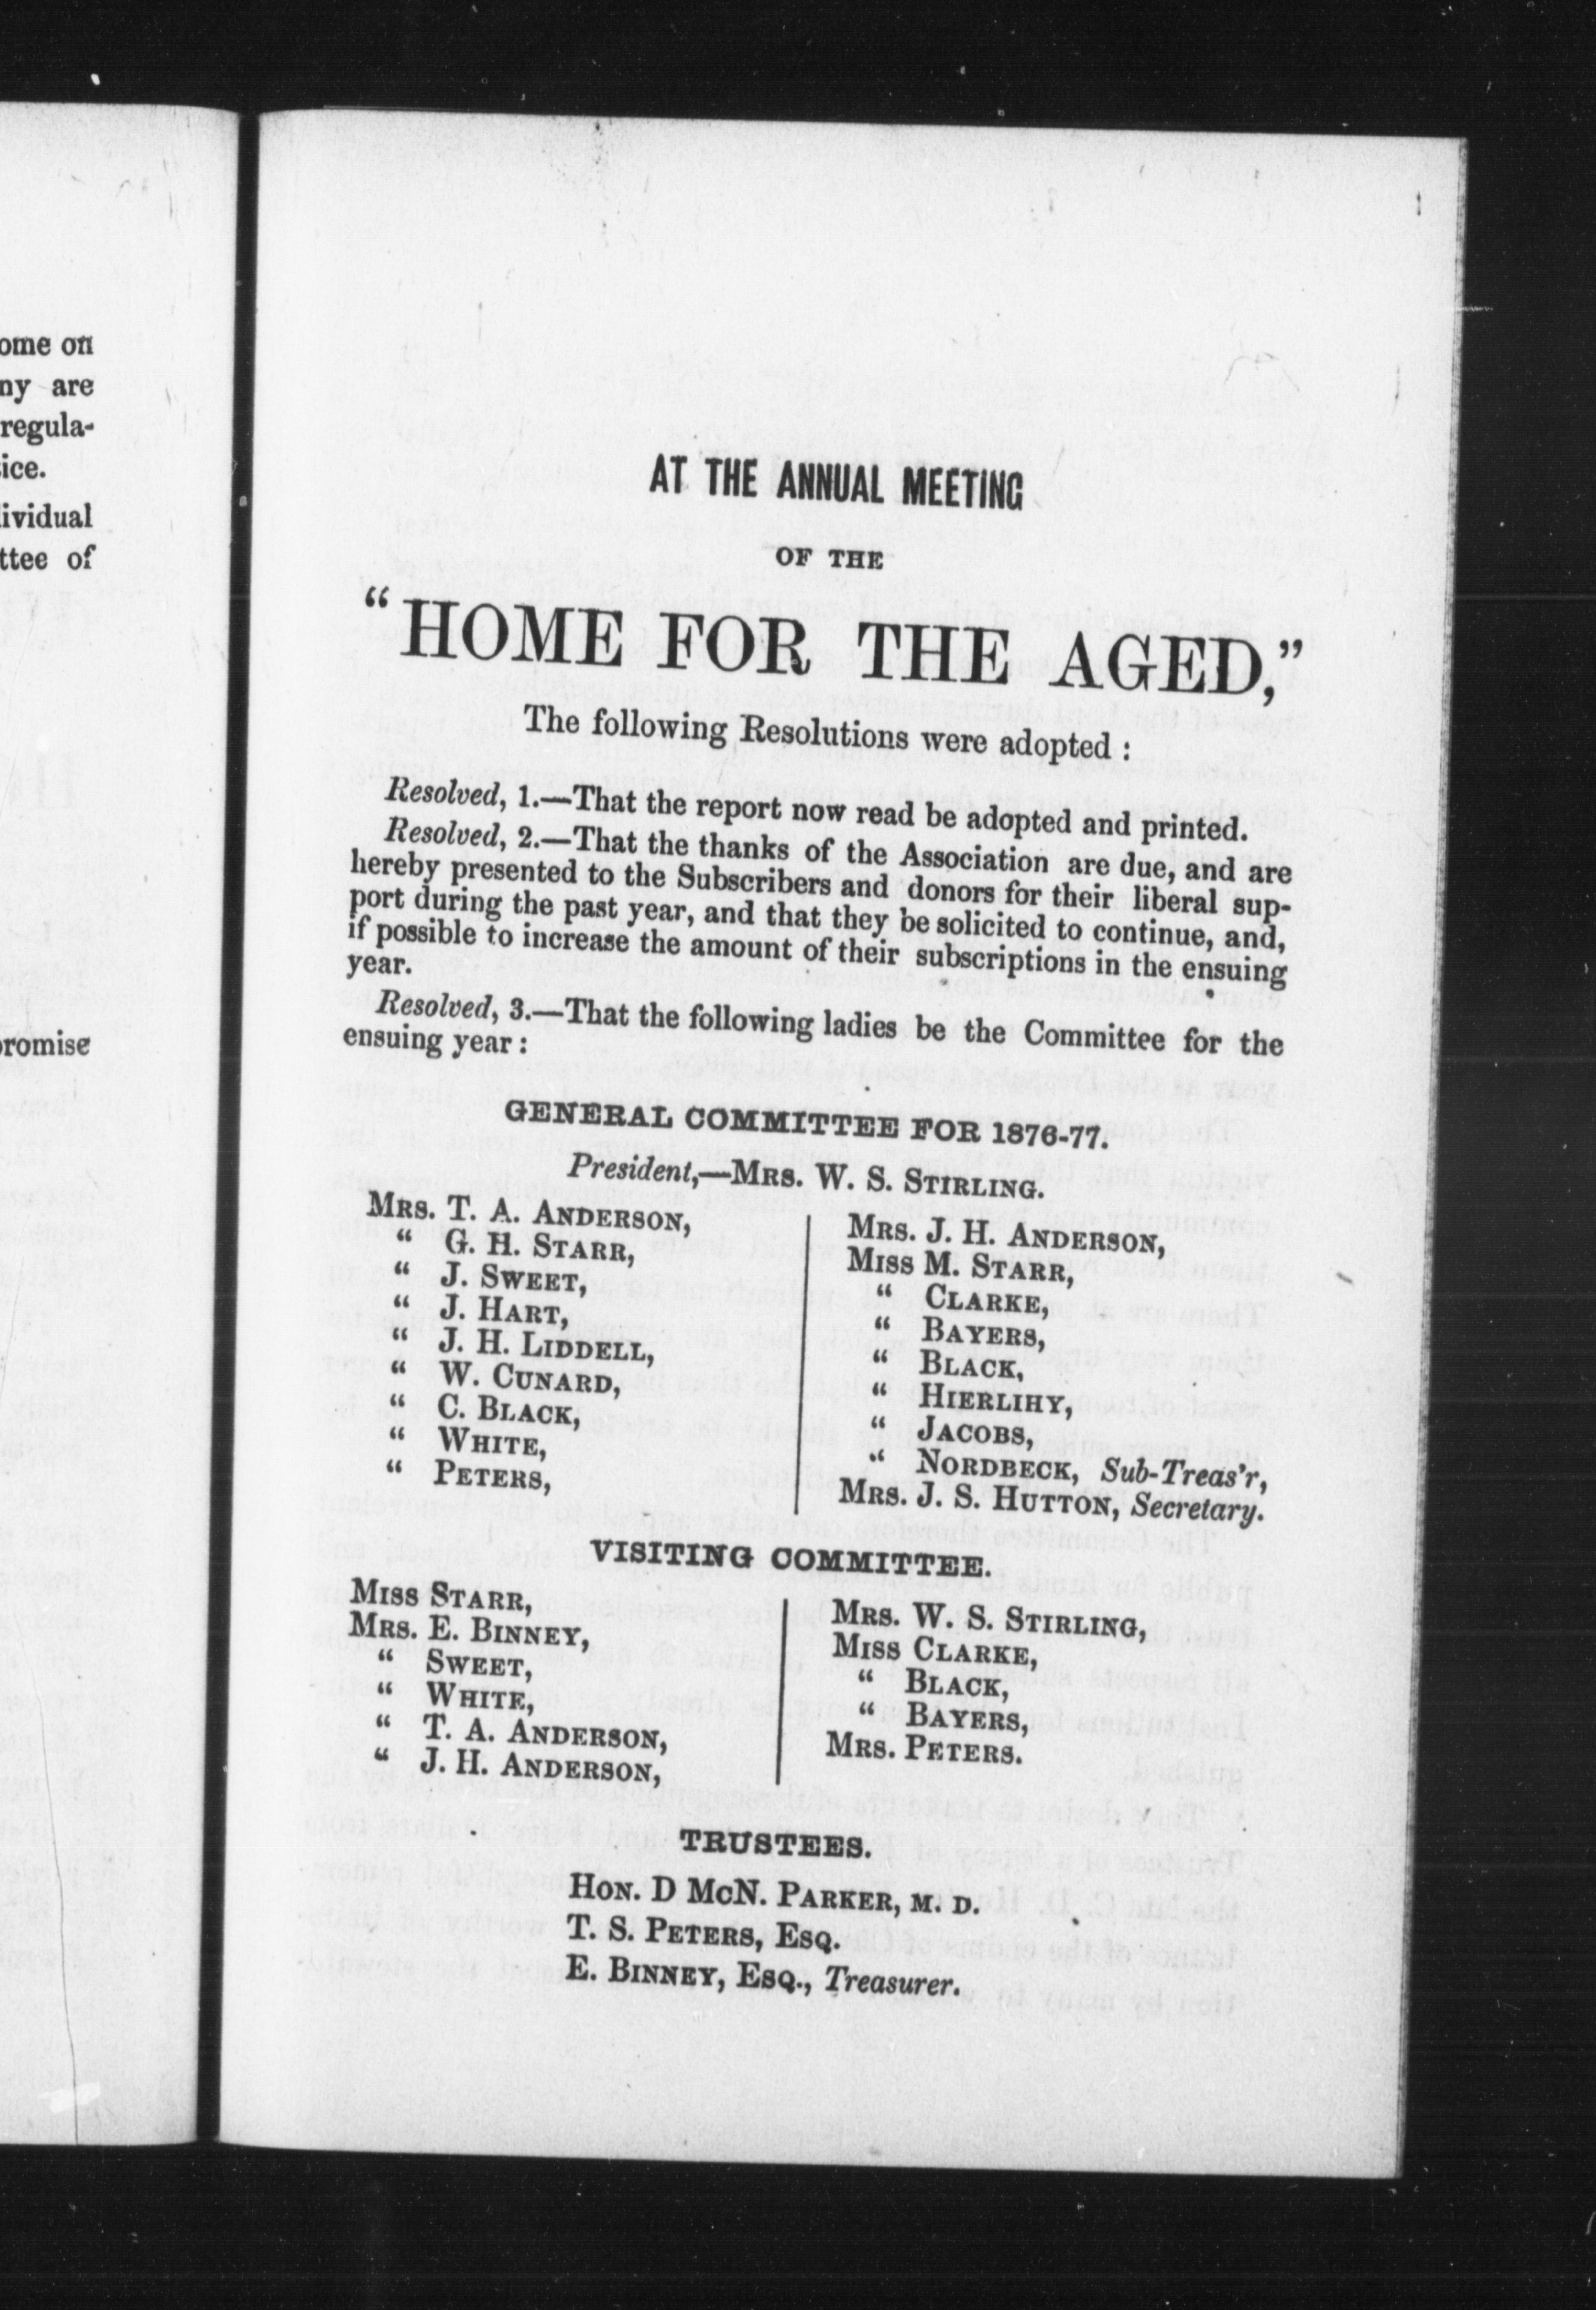 ome on
ny are
regula-
ice.
ividual
ttee of
romise
AT THE ANNUAL MEETING
OF THE
"HOME FOR THE AGED,"
The following Resolutions were adopted :
Resolved, 1.—That the report now read be adopted and printed.
Resolved, 2.—That the thanks of the Association are due, and are
hereby presented to the Subscribers and donors for their liberal sup-
port during the past year, and that they be solicited to continue, and,
if possible to increase the amount of their subscriptions in the ensuing
year.
Resolved, 3.—That the following ladies be the Committee for the
ensuing year :
GENERAL COMMITTEE FOR 1876-77.
President,—MRS. W. S. STIRLING.
MRS. T. A. ANDERSON,
" G. H. STARR,
" J. SWEET,
" J. HART,
" J. H. LIDDELL,
" W. CUNARD,
" C. BLACK,
" WHITE,
" PETERS,
MRS. J. H. ANDERSON,
MISS M. STARR,
" CLARKE,
" BAYERS,
" BLACK,
" HIERLIHY,
" JACOBS,
" NORDBECK, Sub-Treas'r,
MRS. J. S. HUTTON, Secretary.
VISITING COMMITTEE.
MISS STARR,
MRS. E. BINNEY,
" SWEET,
" WHITE,
" T. A. ANDERSON,
" J. H. ANDERSON,
MRS. W. S. STIRLING,
MISS CLARKE,
" BLACK,
" BAYERS,
MRS. PETERS.
TRUSTEES.
HON. D MCN. PARKER, M. D.
T. S. PETERS, ESQ.
E. BINNEY, ESQ., Treasurer.